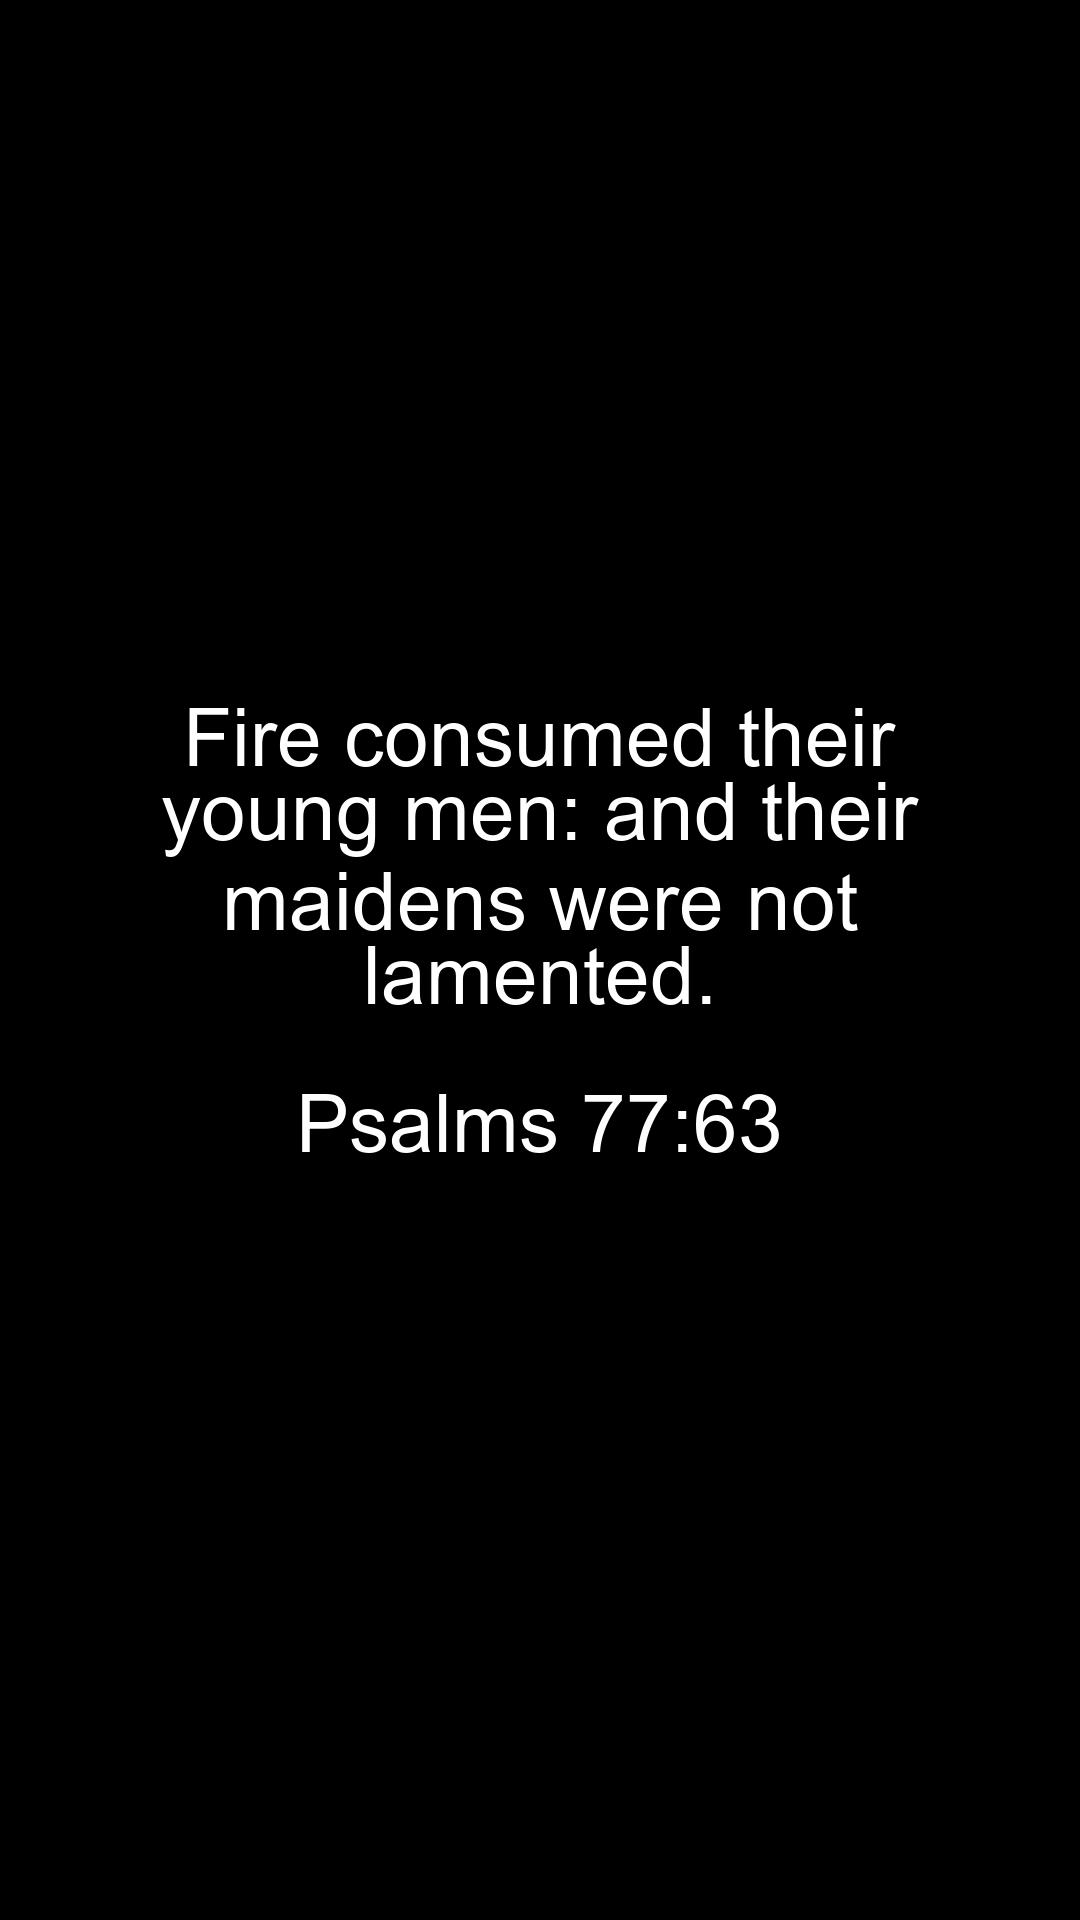 Fire consumed their
young men: and their
maidens were not
lamented.
Psalms 77:63